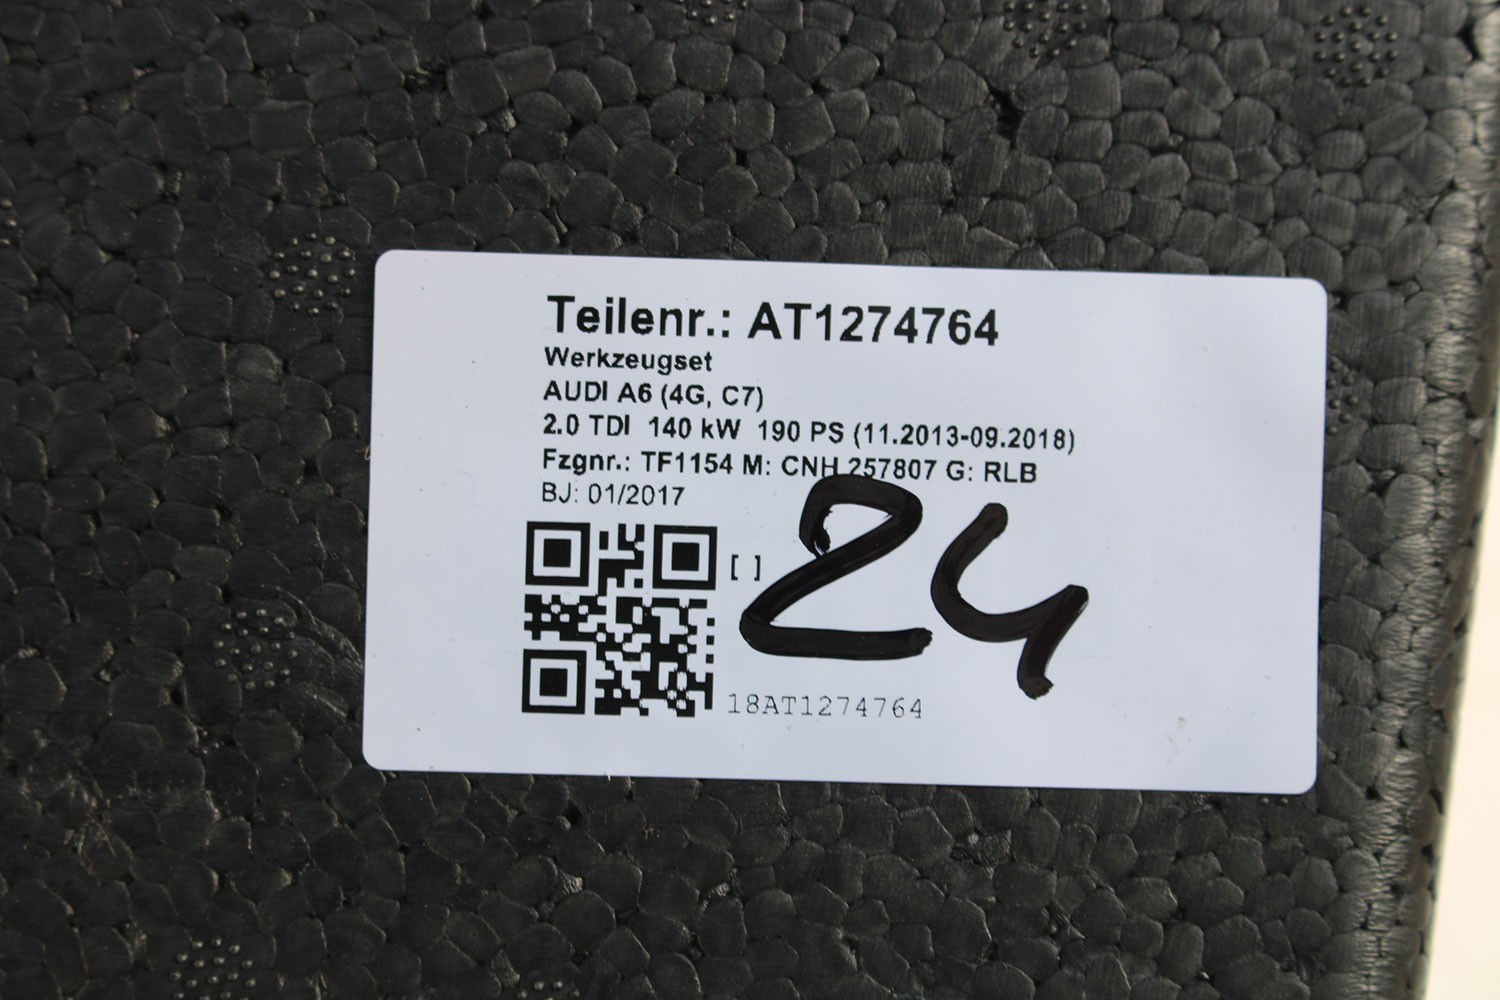 Teilenr.: AT1274764
Werkzeugset
AUDI A6 (4G, C7)
2.0 TDI 140 kW 190 PS (11.2013-09.2018)
Fzgnr.: TF1154 M: CNH 257807 G: RLB
BJ: 01/2017
[ ]
24
18AT1274764